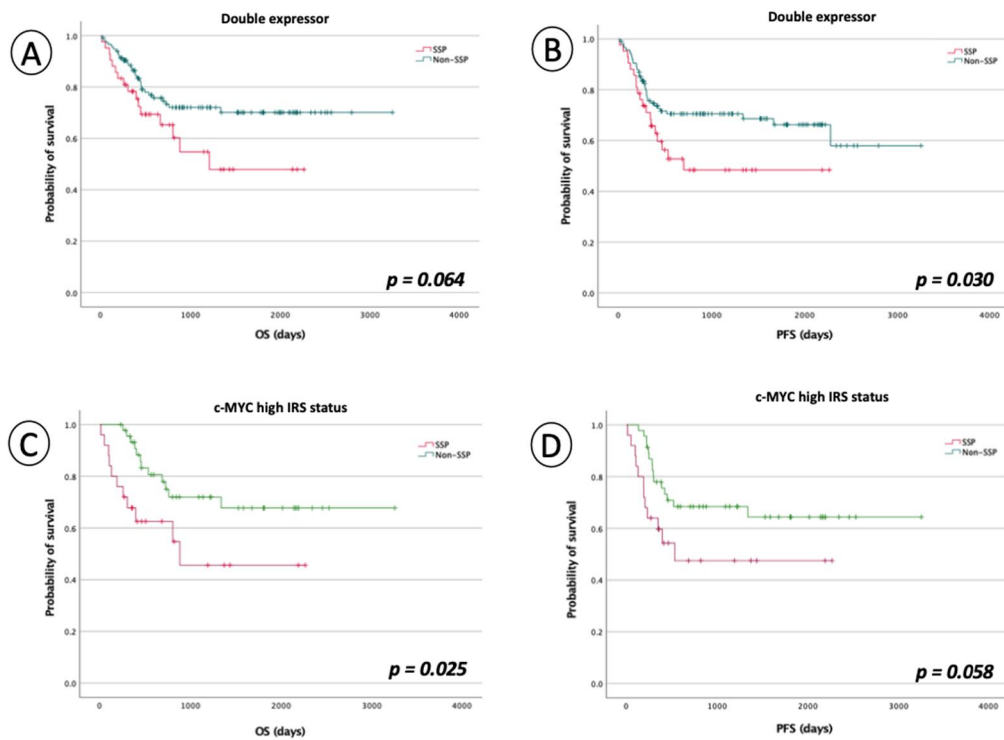 Double expressor
A
SSP
Non-SSP
Probability of survival
1.0
0.8
0.6
0.4
0.2
0.0
p = 0.064
0
1000
2000
3000
4000
OS (days)
Double expressor
B
SSP
Non-SSP
Probability of survival
1.0
0.8
0.6
0.4
0.2
0.0
p = 0.030
0
1000
2000
3000
4000
PFS (days)
c-MYC high IRS status
C
SSP
Non-SSP
Probability of survival
1.0
0.8
0.6
0.4
0.2
0.0
p = 0.025
0
1000
2000
3000
4000
OS (days)
c-MYC high IRS status
D
SSP
Non-SSP
Probability of survival
1.0
0.8
0.6
0.4
0.2
0.0
p = 0.058
0
1000
2000
3000
4000
PFS (days)